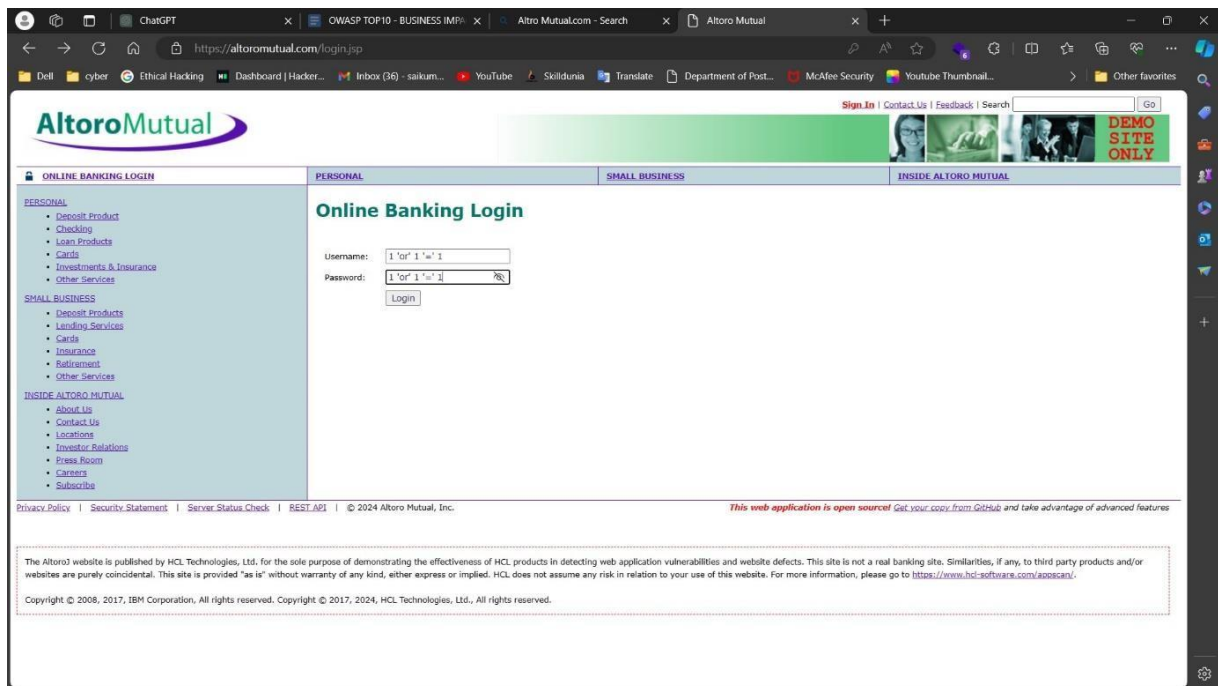 ChatGPT
OWASP TOP10 - BUSINESS IMPA
Altro Mutual.com - Search
Altoro Mutual
https://altoromutual.com/login.jsp
Dell cyber Ethical Hacking Dashboard | Hacker... Inbox (36) - saikum... YouTube Skilldunia Translate Department of Post... McAfee Security Youtube Thumbnail... Other favorites
Sign In | Contact Us | Feedback | Search Go
AltoroMutual
DEMO
SITE
ONLY
ONLINE BANKING LOGIN PERSONAL SMALL BUSINESS INSIDE ALTORO MUTUAL
PERSONAL
Deposit Product
Checking
Loan Products
Cards
Investments & Insurance
Other Services
SMALL BUSINESS
Deposit Products
Lending Services
Cards
Insurance
Retirement
Other Services
INSIDE ALTORO MUTUAL
About Us
Contact Us
Locations
Investor Relations
Press Room
Careers
Subscribe
Online Banking Login
Username: 1 'or' 1 '=' 1
Password: 1 'or' 1 '=' 1
Login
Privacy Policy | Security Statement | Server Status Check | REST API | © 2024 Altoro Mutual, Inc. This web application is open source! Get your copy from GitHub and take advantage of advanced features
The AltoroJ website is published by HCL Technologies, Ltd. for the sole purpose of demonstrating the effectiveness of HCL products in detecting web application vulnerabilities and website defects. This site is not a real banking site. Similarities, if any, to third party products and/or
websites are purely coincidental. This site is provided "as is" without warranty of any kind, either express or implied. HCL does not assume any risk in relation to your use of this website. For more information, please go to https://www.hcl-software.com/appscan/.
Copyright © 2008, 2017, IBM Corporation, All rights reserved. Copyright © 2017, 2024, HCL Technologies, Ltd., All rights reserved.